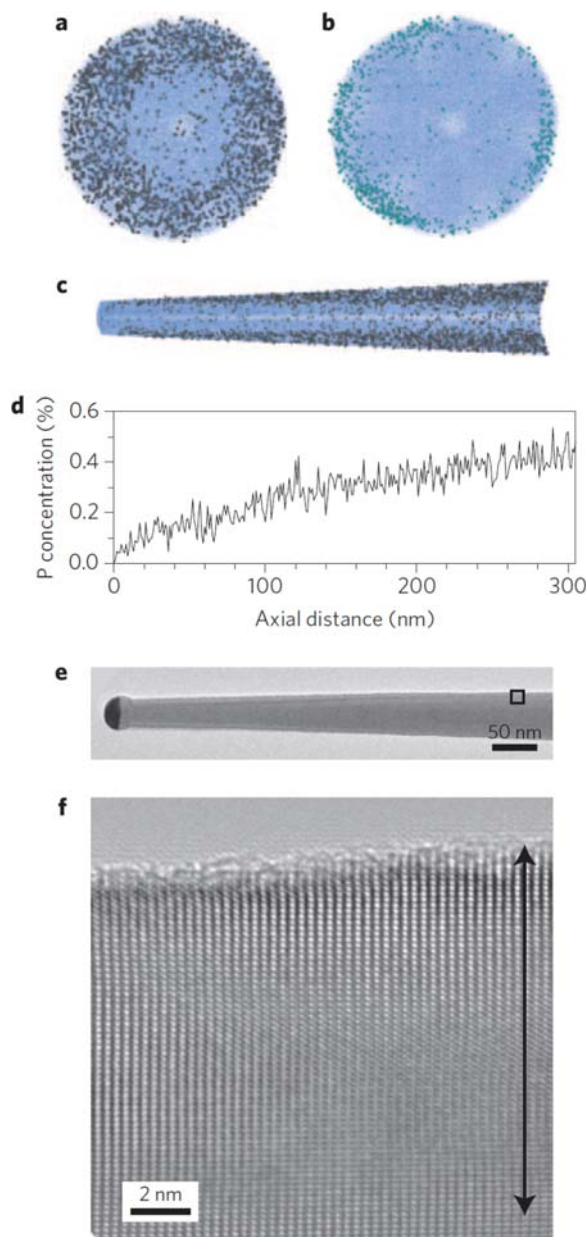 a
b
c
d
P concentration (%)
0.6
0.4
0.2
0.0
0
100
200
300
Axial distance (nm)
e
50 nm
f
2 nm